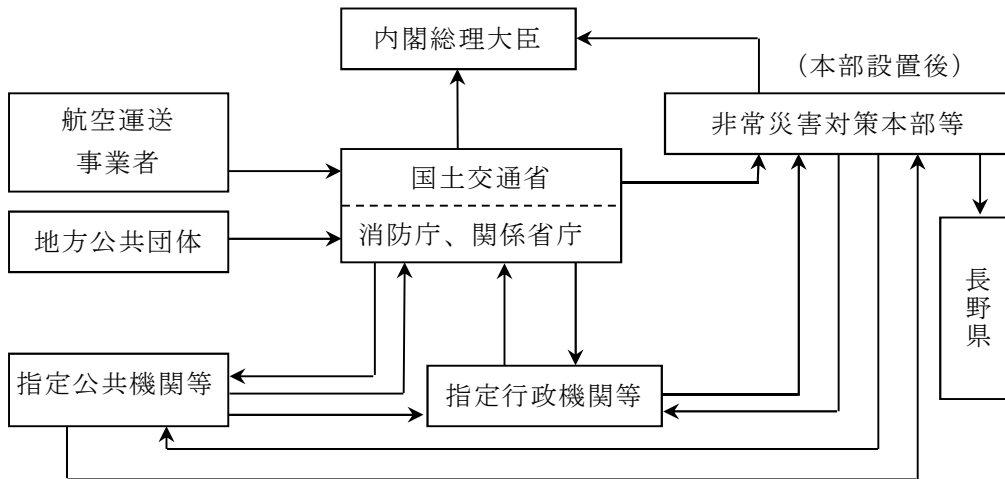 内閣総理大臣
(本部設置後)
航空運送
事業者
非常災害対策本部等
国土交通省
地方公共団体
消防庁、関係省庁
長野県
指定公共機関等
指定行政機関等